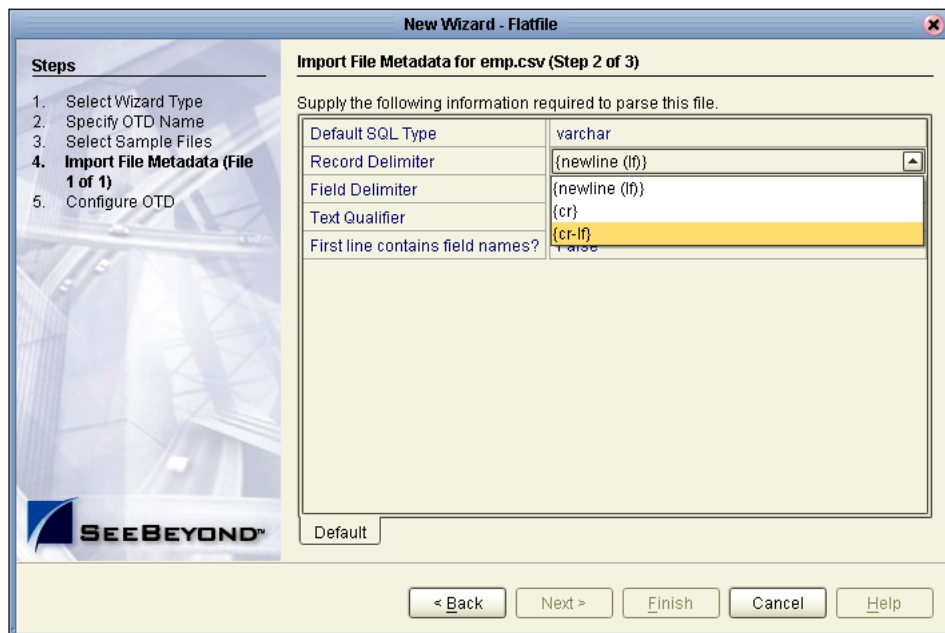 New Wizard - Flatfile
Steps
1. Select Wizard Type
2. Specify OTD Name
3. Select Sample Files
4. Import File Metadata (File
1 of 1)
5. Configure OTD
SEEBEYOND™
Import File Metadata for emp.csv (Step 2 of 3)
Supply the following information required to parse this file.
Default SQL Type varchar
Record Delimiter {newline (lf)}
Field Delimiter {newline (lf)}
Text Qualifier {cr}
{cr-lf}
First line contains field names? False
Default
< Back Next > Finish Cancel Help